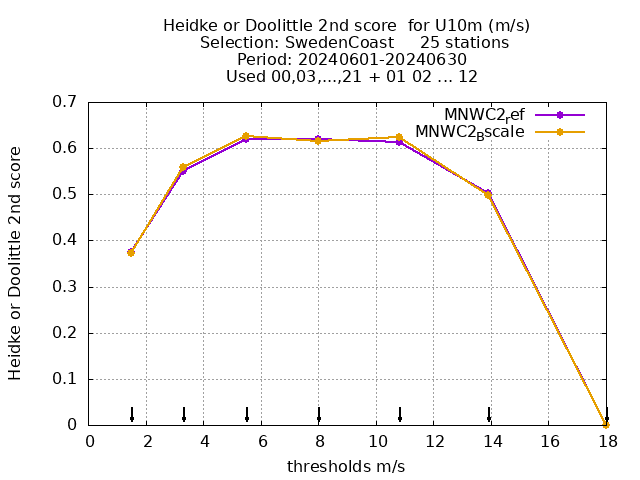 Heidke or Doolittle 2nd score  for U10m (m/s)
Selection: SwedenCoast     25 stations
Period: 20240601-20240630
Used 00,03,...,21 + 01 02 ... 12
MNWC2ref
MNWC2Bscale
Heidke or Doolittle 2nd score
0.7
0.6
0.5
0.4
0.3
0.2
0.1
0
0 2 4 6 8 10 12 14 16 18
thresholds m/s